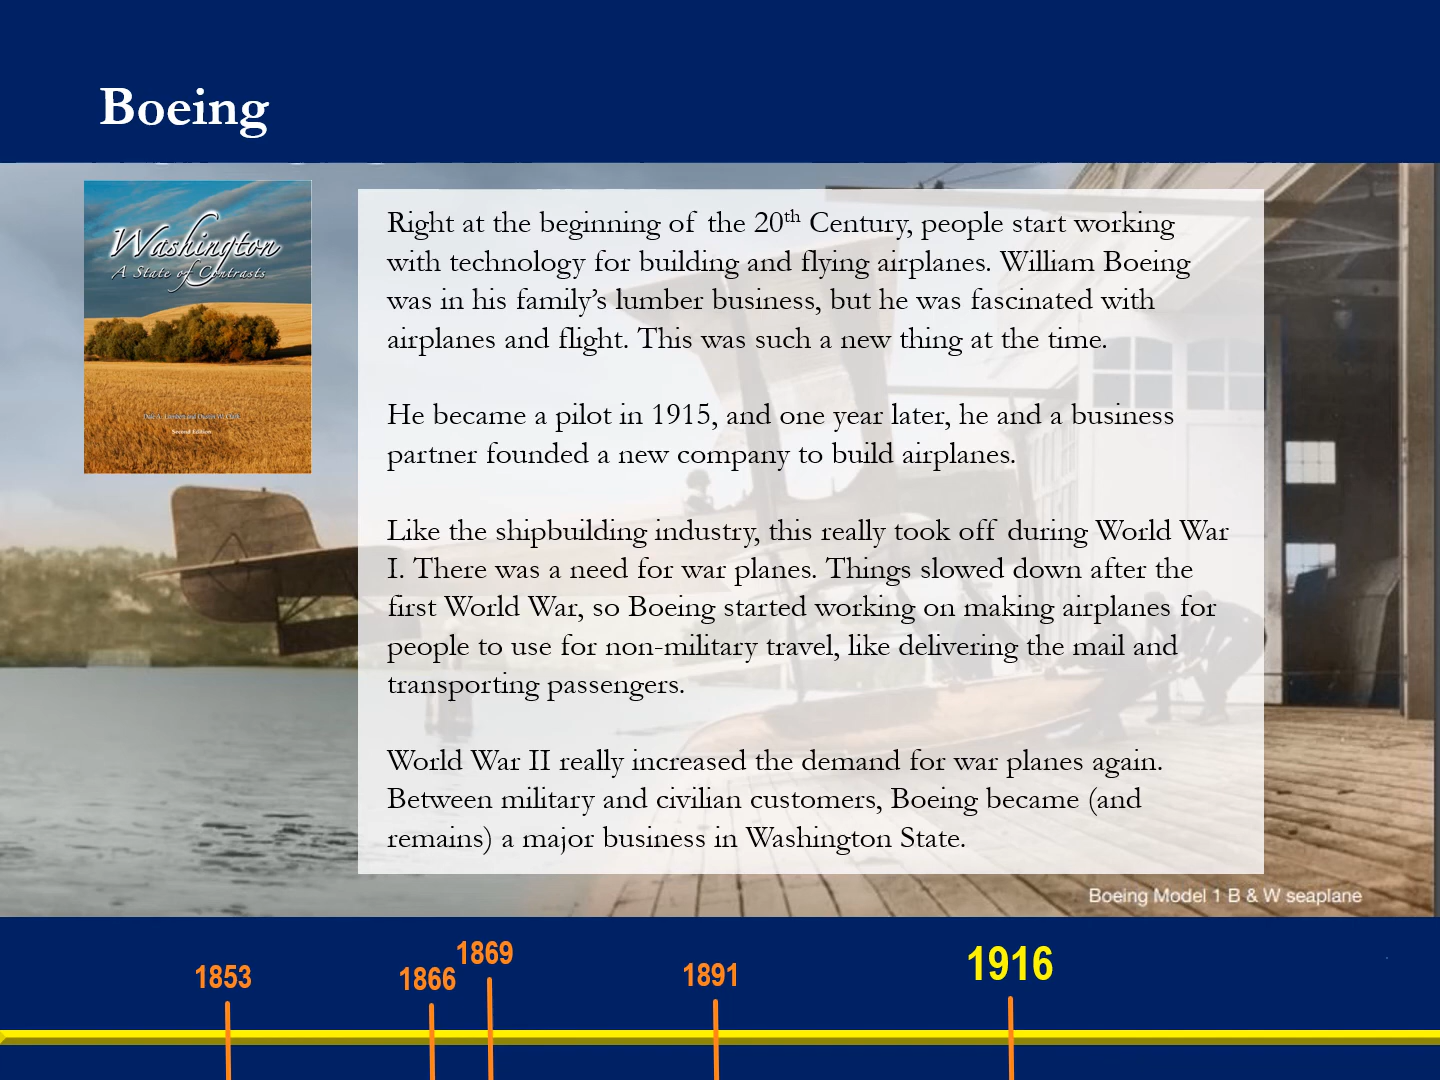 Boeing
Washington
A State of Contrasts
Second Edition
Right at the beginning of the 20th Century, people start working
with technology for building and flying airplanes. William Boeing
was in his family's lumber business, but he was fascinated with
airplanes and flight. This was such a new thing at the time.
He became a pilot in 1915, and one year later, he and a business
partner founded a new company to build airplanes.
Like the shipbuilding industry, this really took off during World War
I. There was a need for war planes. Things slowed down after the
first World War, so Boeing started working on making airplanes for
people to use for non-military travel, like delivering the mail and
transporting passengers.
World War II really increased the demand for war planes again.
Between military and civilian customers, Boeing became (and
remains) a major business in Washington State.
Boeing Model 1 B & W seaplane
1853
1866
1869
1891
1916